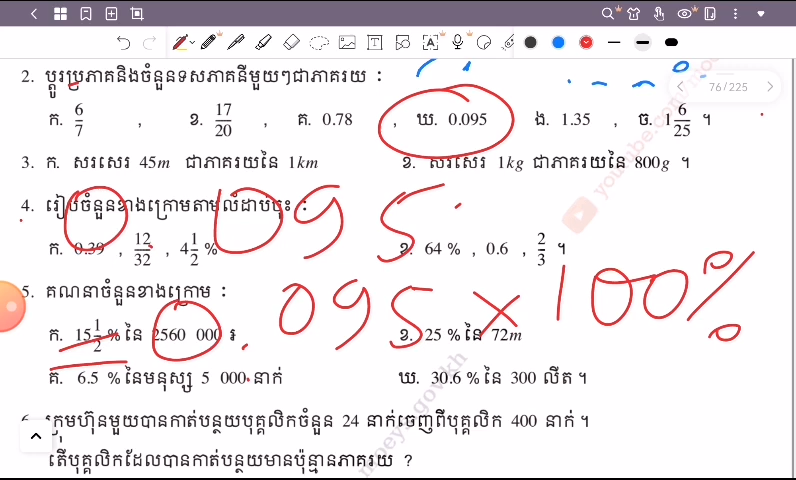 76/225
2. ប្តូរប្រភាគនិងចំនួនទសភាគនីមួយៗជាភាគរយ :
ក. 6/7 , ខ. 17/20 , គ. 0.78 , ឃ. 0.095 ង. 1.35 , ច. 1 6/25 ។
3. ក. សរសេរ 45m ជាភាគរយនៃ 1km ខ. សរសេរ 1kg ជាភាគរយនៃ 800g ។
4. រៀបចំនួនខាងក្រោមតាមលំដាប់ចុះ :
0.095
ក. 0.39 , 12/32 , 4 1/2 % ខ. 64 % , 0.6 , 2/3 ។
5. គណនាចំនួនខាងក្រោម :
0.095 × 100%
ក. 15 1/2 % នៃ 2560 000 ៛ ខ. 25 % នៃ 72m
គ. 6.5 % នៃមនុស្ស 5 000 នាក់ ឃ. 30.6 % នៃ 300 លីត ។
ក្រុមហ៊ុនមួយបានកាត់បន្ថយបុគ្គលិកចំនួន 24 នាក់ចេញពីបុគ្គលិក 400 នាក់ ។
តើបុគ្គលិកដែលបានកាត់បន្ថយមានប៉ុន្មានភាគរយ ?